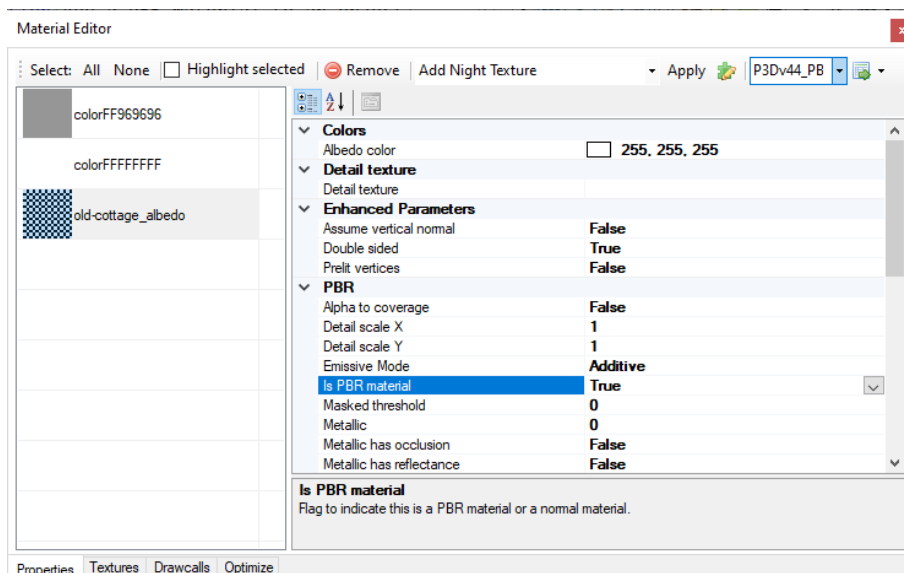 Material Editor
Select: All None Highlight selected Remove Add Night Texture Apply P3Dv44_PB
colorFF969696
colorFFFFFFFF
old-cottage_albedo
Colors
Albedo color 255, 255, 255
Detail texture
Detail texture
Enhanced Parameters
Assume vertical normal False
Double sided True
Prelit vertices False
PBR
Alpha to coverage False
Detail scale X 1
Detail scale Y 1
Emissive Mode Additive
Is PBR material True
Masked threshold 0
Metallic 0
Metallic has occlusion False
Metallic has reflectance False
Is PBR material
Flag to indicate this is a PBR material or a normal material.
Properties Textures Drawcalls Optimize